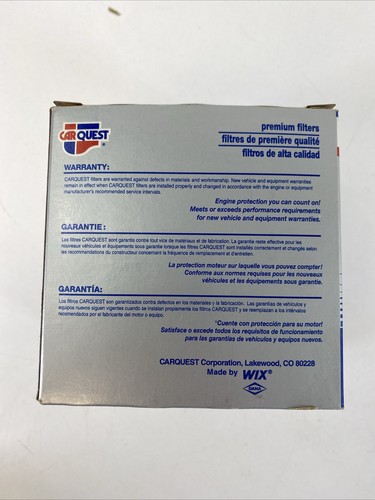 CARQUEST®
premium filters
filtres de première qualité
filtros de alta calidad
WARRANTY:
CARQUEST filters are warranted against defects in materials and workmanship. New vehicle and equipment warranties
remain in effect when CARQUEST filters are installed properly and changed in accordance with the engine or equipment
manufacturer's recommended service intervals.
Engine protection you can count on!
Meets or exceeds performance requirements
for new vehicle and equipment warranties.
GARANTIE:
Les filtres CARQUEST sont garantis contre tout vice de matériaux et de fabrication. La garantie reste effective pour les
nouveaux véhicules et équipements sous garantie lorsque les filtres CARQUEST sont installés correctement et changés selon
les recommandations du constructeur concernant la fréquence de remplacement et d'entretien.
La protection moteur sur laquelle vous pouvez compter!
Conforme aux normes requises pour les nouveaux
véhicules et les équipements sous garantie.
GARANTÍA:
Los filtros CARQUEST son garantizados contra defectos en los materiales y la fabricación. Las garantías de vehículos y
equipos nuevos siguen vigentes cuando se instalan propiamente los filtros CARQUEST y se reemplazan a los intervalos
recomendados por el fabricante del motor o equipo.
"Cuente con protección para su motor!
Satisface o excede todos los requisitos de funcionamiento
para las garantías de vehículos y equipos nuevos.
CARQUEST Corporation, Lakewood, CO 80228
Made by WIX®
DANA